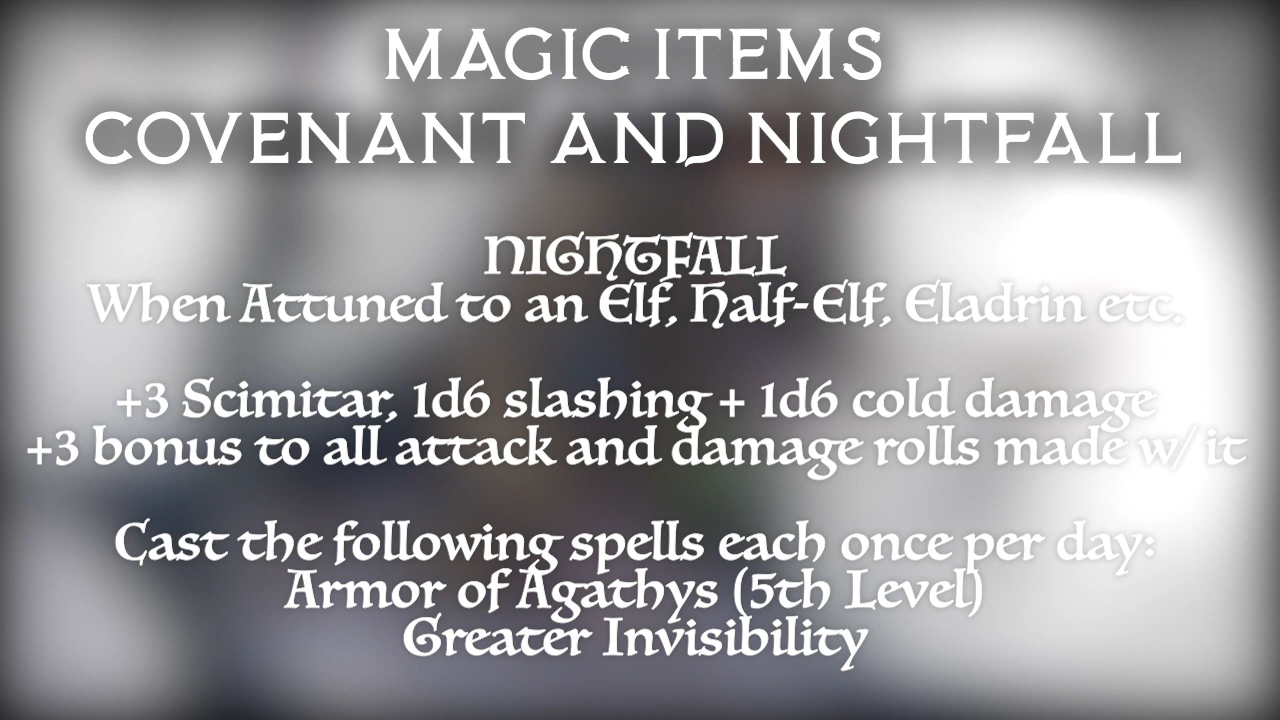 MAGIC ITEMS
COVENANT AND NIGHTFALL
NIGHTFALL
When Attuned to an Elf, Half-Elf, Eladrin etc.
+3 Scimitar, 1d6 slashing + 1d6 cold damage
+3 bonus to all attack and damage rolls made w/ it
Cast the following spells each once per day:
Armor of Agathys (5th Level)
Greater Invisibility